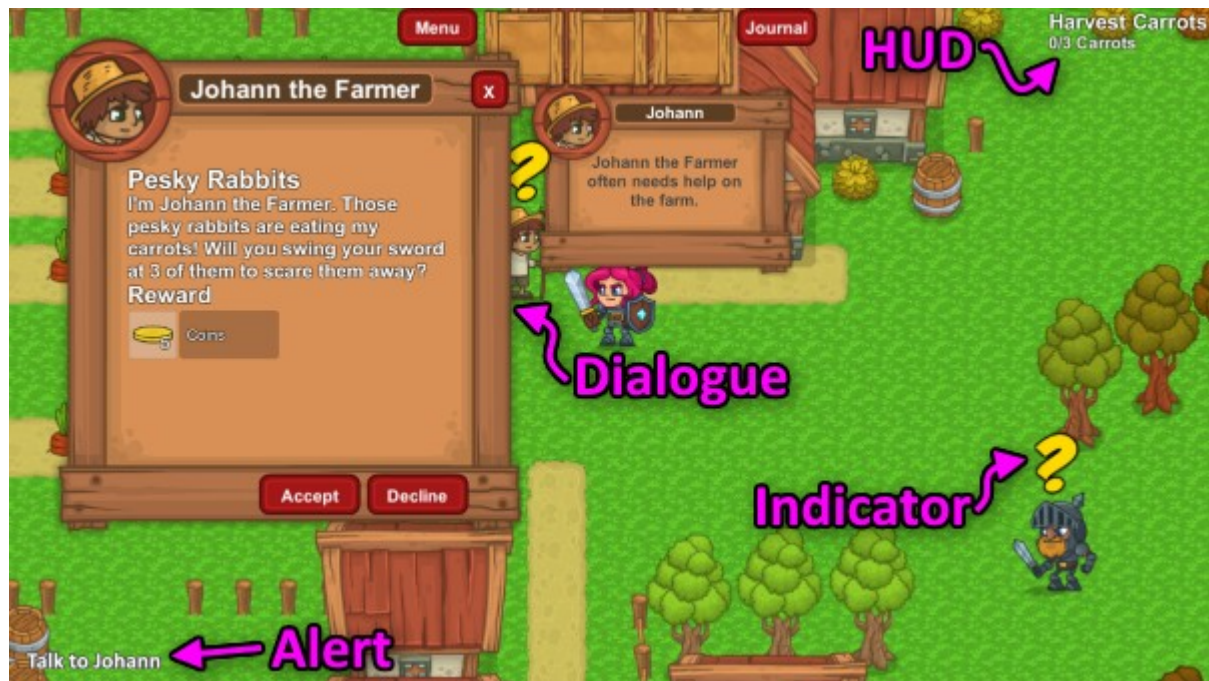 Menu
Journal
Harvest Carrots
0/3 Carrots
HUD
Johann the Farmer
x
Pesky Rabbits
I'm Johann the Farmer. Those
pesky rabbits are eating my
carrots! Will you swing your sword
at 3 of them to scare them away?
Reward
5
Coins
Accept
Decline
Johann
Johann the Farmer
often needs help on
the farm.
?
Dialogue
?
Indicator
Talk to Johann
Alert